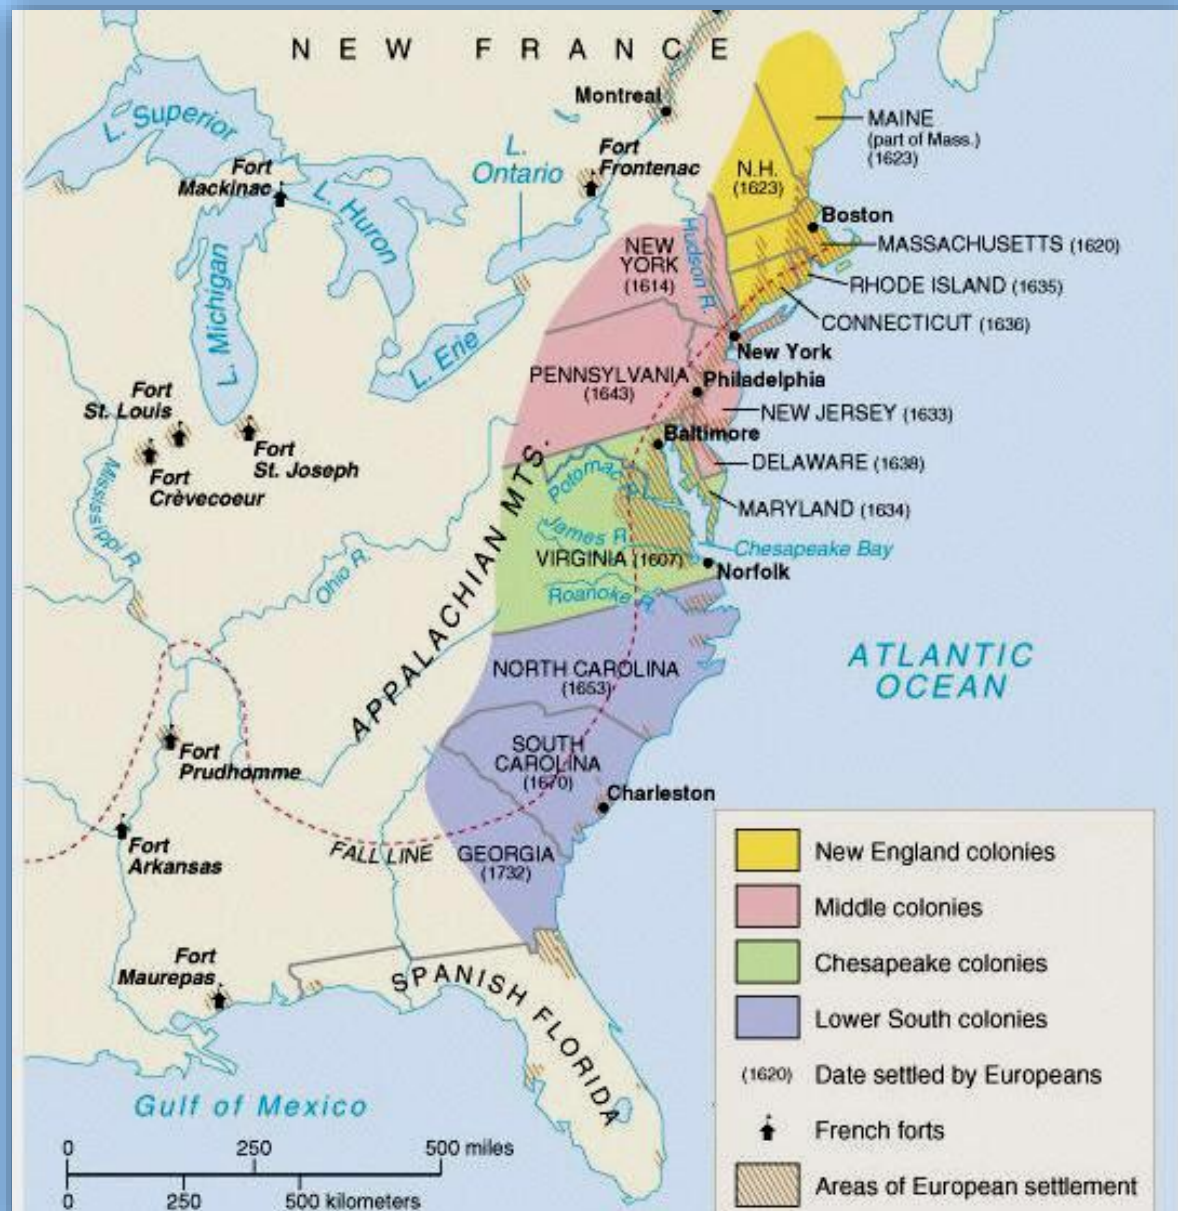 NEW FRANCE
Montreal
L. Superior
Fort
Mackinac
L. Huron
L.
Ontario
Fort
Frontenac
MAINE
(part of Mass.)
(1623)
N.H.
(1623)
Boston
MASSACHUSETTS (1620)
RHODE ISLAND (1635)
CONNECTICUT (1636)
NEW
YORK
(1614)
Hudson R.
L. Michigan
L. Erie
New York
PENNSYLVANIA
(1643)
Philadelphia
NEW JERSEY (1633)
Baltimore
DELAWARE (1638)
MARYLAND (1634)
Fort
St. Louis
Fort
Crèvecoeur
Fort
St. Joseph
Mississippi R.
Ohio R.
APPALACHIAN MTS.
Potomac R.
James R.
VIRGINIA (1607)
Chesapeake Bay
Norfolk
Roanoke R.
NORTH CAROLINA
(1653)
ATLANTIC
OCEAN
SOUTH
CAROLINA
(1670)
Charleston
Fort
Prudhomme
Fort
Arkansas
FALL LINE
GEORGIA
(1732)
Fort
Maurepas
SPANISH FLORIDA
Gulf of Mexico
0 250 500 miles
0 250 500 kilometers
New England colonies
Middle colonies
Chesapeake colonies
Lower South colonies
(1620) Date settled by Europeans
French forts
Areas of European settlement